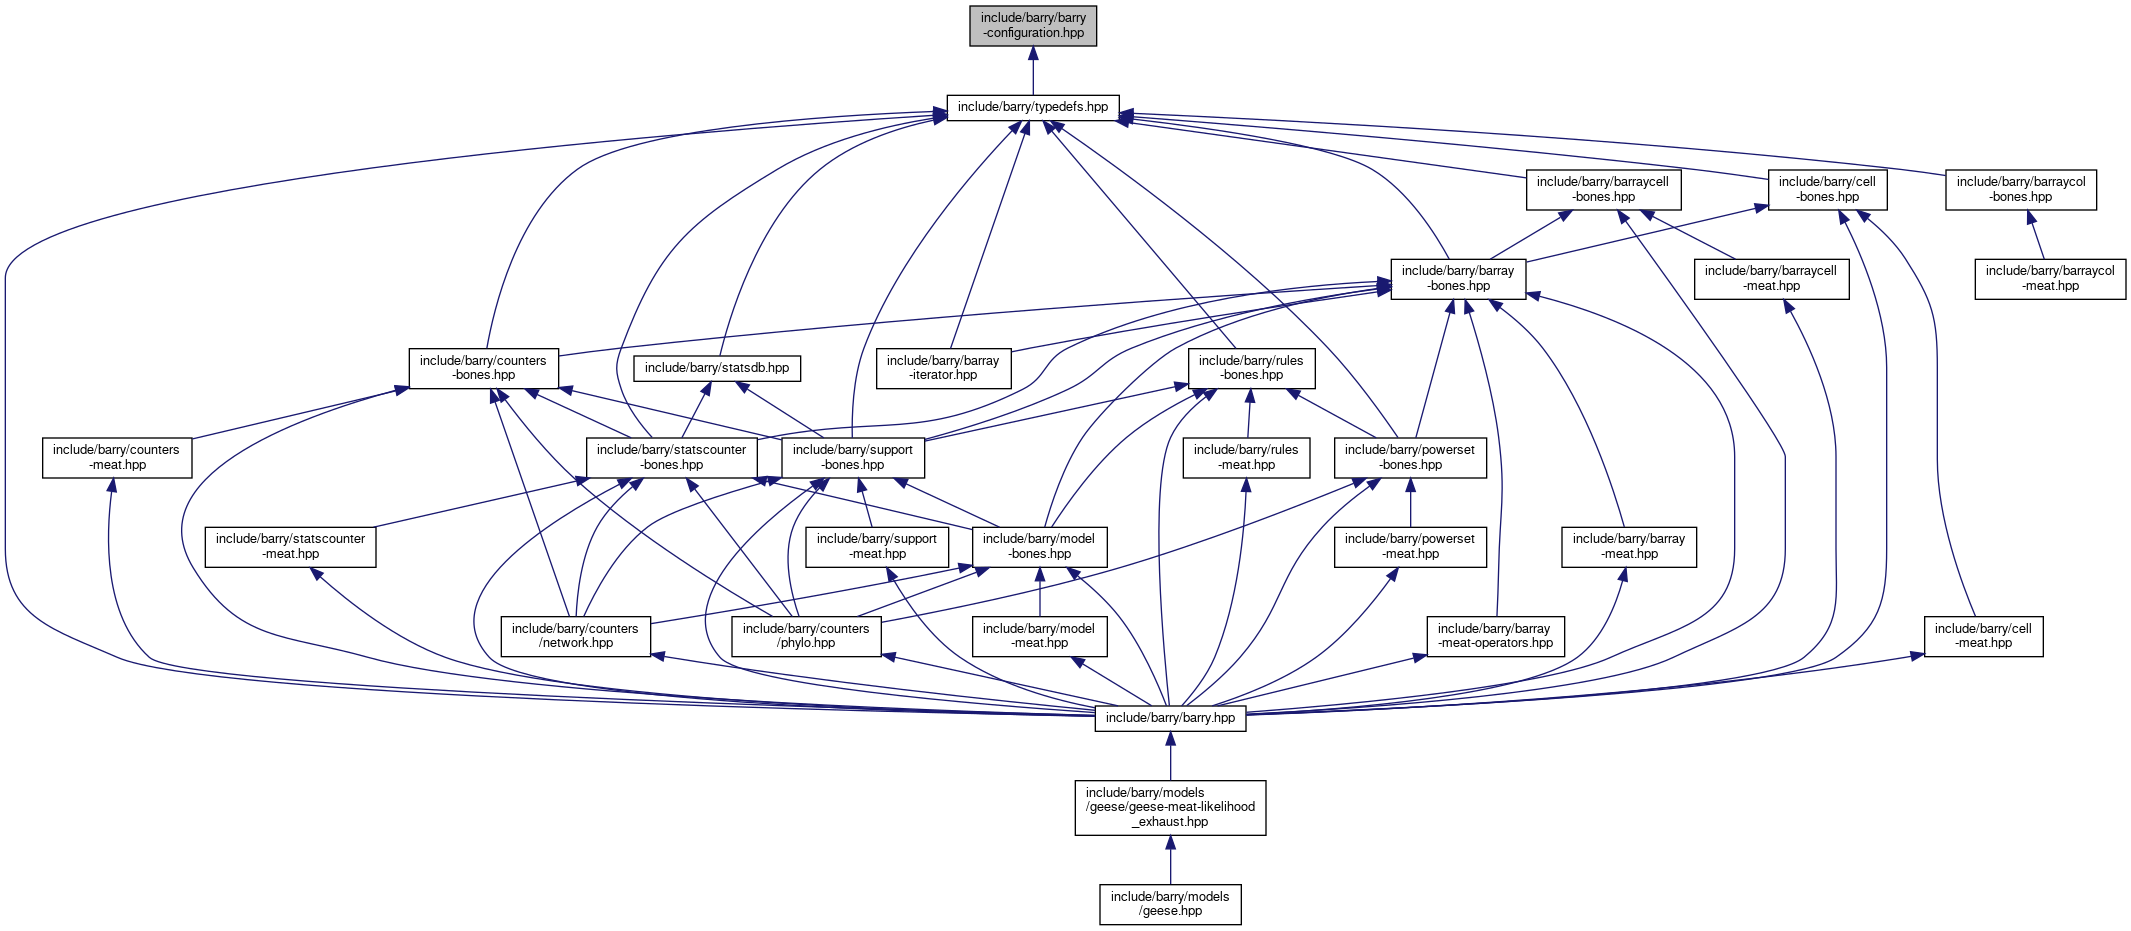 include/barry/barry
-configuration.hpp
include/barry/typedefs.hpp
include/barry/barraycell
-bones.hpp
include/barry/cell
-bones.hpp
include/barry/barraycol
-bones.hpp
include/barry/barray
-bones.hpp
include/barry/barraycell
-meat.hpp
include/barry/barraycol
-meat.hpp
include/barry/counters
-bones.hpp
include/barry/statsdb.hpp
include/barry/barray
-iterator.hpp
include/barry/rules
-bones.hpp
include/barry/counters
-meat.hpp
include/barry/statscounter
-bones.hpp
include/barry/support
-bones.hpp
include/barry/rules
-meat.hpp
include/barry/powerset
-bones.hpp
include/barry/statscounter
-meat.hpp
include/barry/support
-meat.hpp
include/barry/model
-bones.hpp
include/barry/powerset
-meat.hpp
include/barry/barray
-meat.hpp
include/barry/counters
/network.hpp
include/barry/counters
/phylo.hpp
include/barry/model
-meat.hpp
include/barry/barray
-meat-operators.hpp
include/barry/cell
-meat.hpp
include/barry/barry.hpp
include/barry/models
/geese/geese-meat-likelihood
_exhaust.hpp
include/barry/models
/geese.hpp